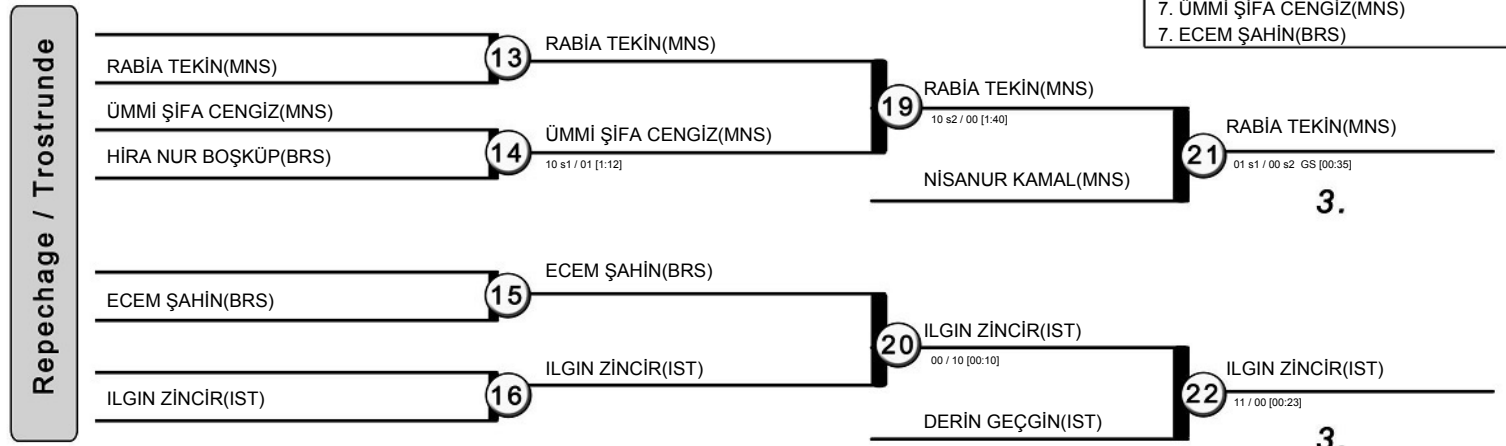 7. ÜMMİ ŞİFA CENGİZ(MNS)
7. ECEM ŞAHİN(BRS)
Repechage / Trostrunde
RABİA TEKİN(MNS)
13
RABİA TEKİN(MNS)
ÜMMİ ŞİFA CENGİZ(MNS)
HİRA NUR BOŞKÜP(BRS)
14
ÜMMİ ŞİFA CENGİZ(MNS)
10 s1 / 01 [1:12]
19
RABİA TEKİN(MNS)
10 s2 / 00 [1:40]
NİSANUR KAMAL(MNS)
21
RABİA TEKİN(MNS)
01 s1 / 00 s2 GS [00:35]
3.
ECEM ŞAHİN(BRS)
15
ECEM ŞAHİN(BRS)
ILGIN ZİNCİR(IST)
16
ILGIN ZİNCİR(IST)
20
ILGIN ZİNCİR(IST)
00 / 10 [00:10]
DERİN GEÇGİN(IST)
22
ILGIN ZİNCİR(IST)
11 / 00 [00:23]
3.